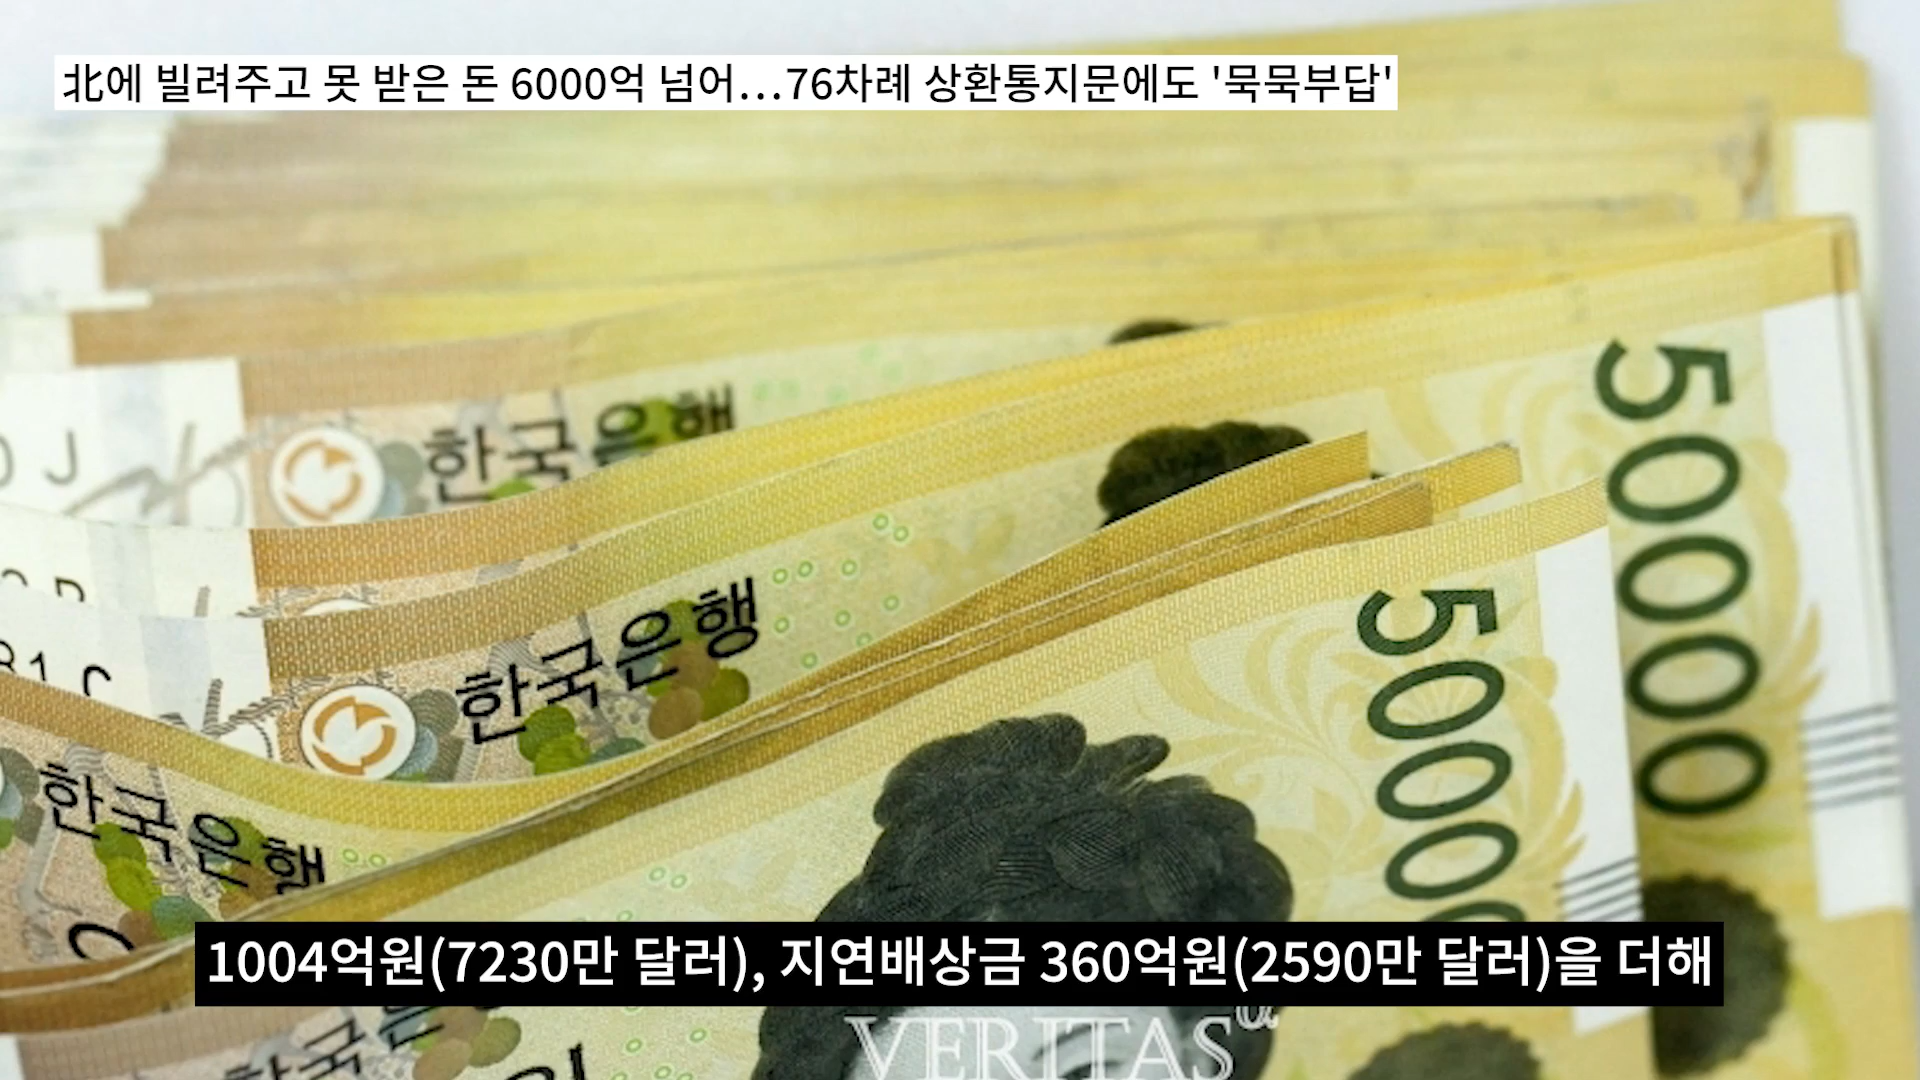 北에 빌려주고 못 받은 돈 6000억 넘어...76차례 상환통지문에도 '묵묵부답'
한국은행
50000
한국은행
50000
한국은행
1004억원(7230만 달러), 지연배상금 360억원(2590만 달러)을 더해
VERITAS α
한국은행